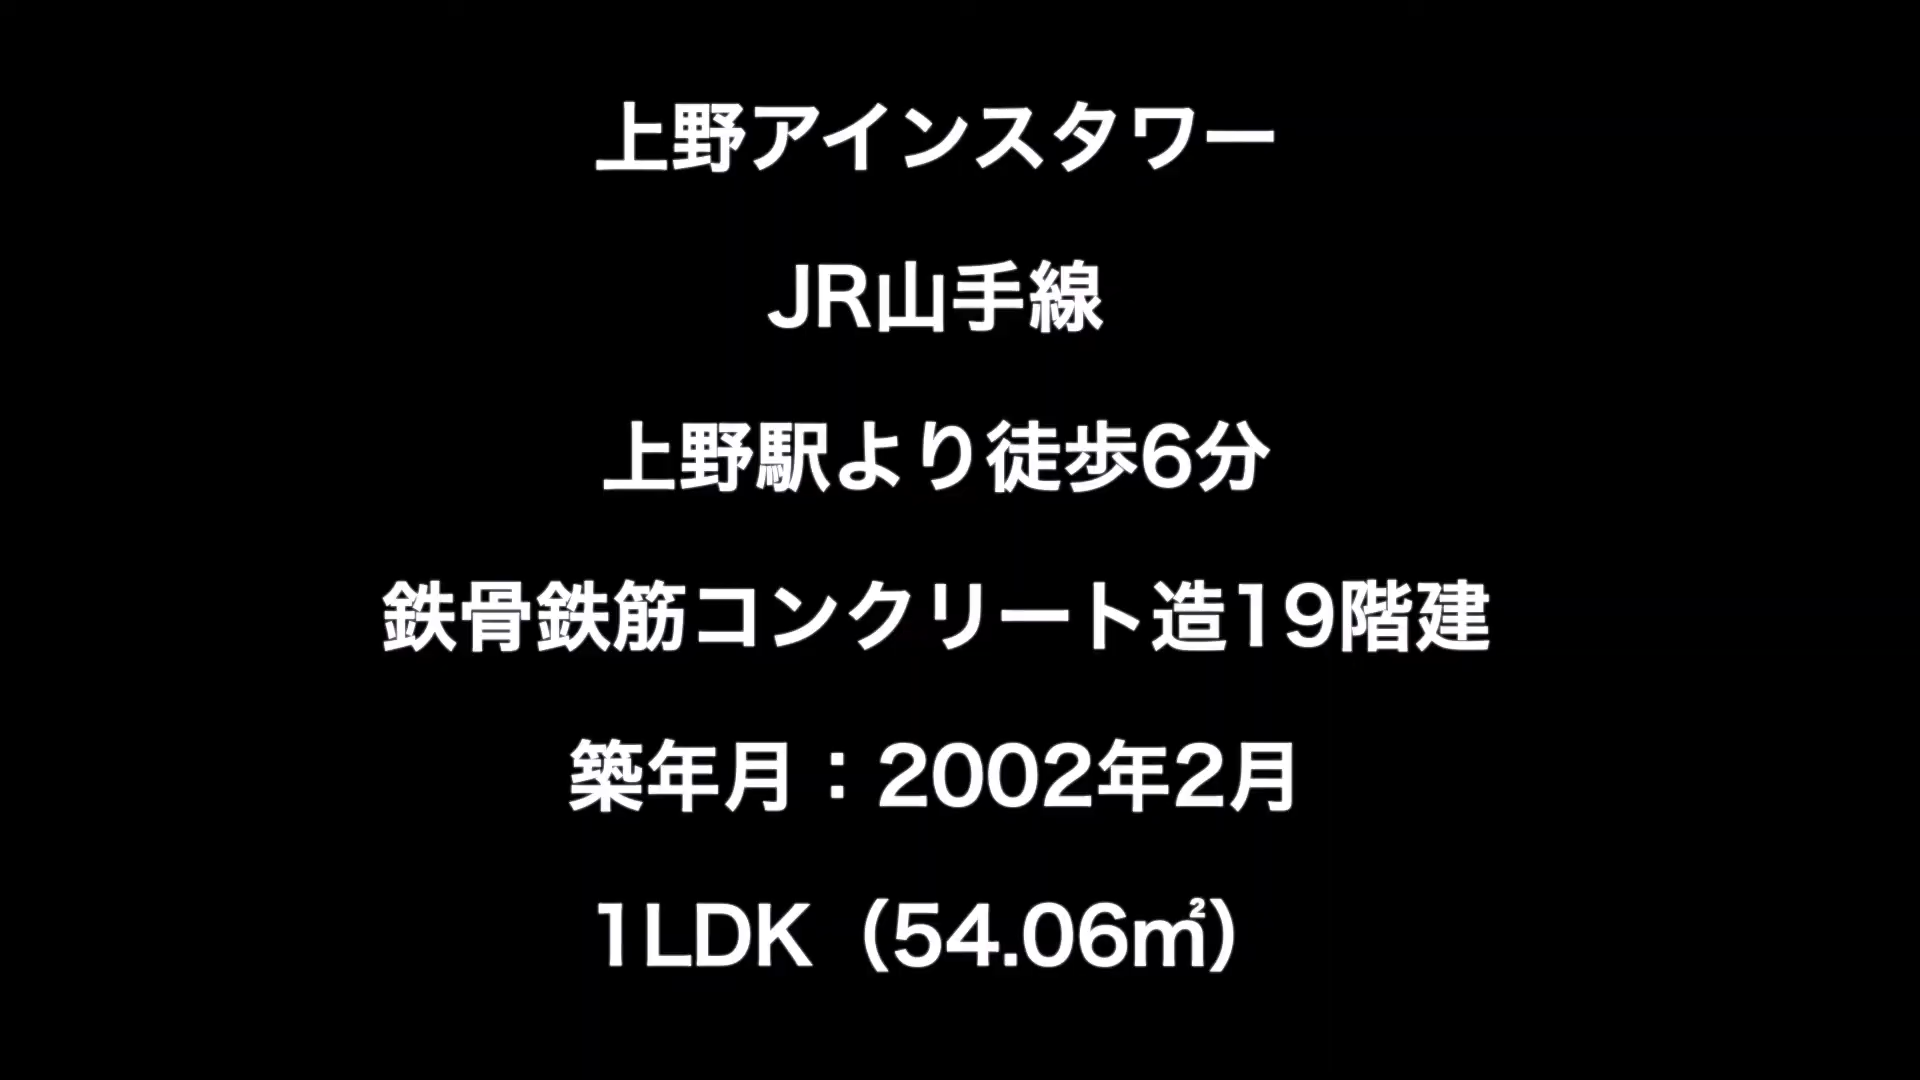 上野アインスタワー
JR山手線
上野駅より徒歩6分
鉄骨鉄筋コンクリート造19階建
築年月：2002年2月
1LDK（54.06㎡）